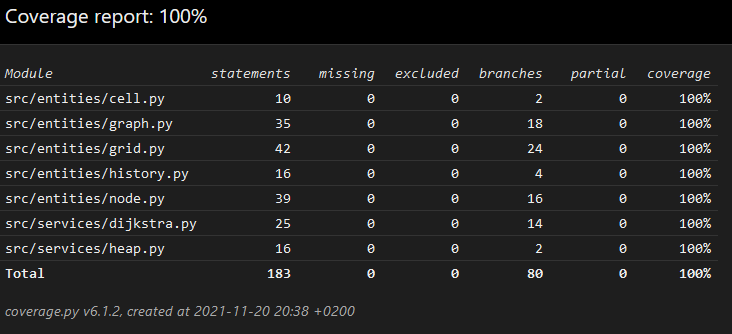 Coverage report: 100%
Module statements missing excluded branches partial coverage
src/entities/cell.py 10 0 0 2 0 100%
src/entities/graph.py 35 0 0 18 0 100%
src/entities/grid.py 42 0 0 24 0 100%
src/entities/history.py 16 0 0 4 0 100%
src/entities/node.py 39 0 0 16 0 100%
src/services/dijkstra.py 25 0 0 14 0 100%
src/services/heap.py 16 0 0 2 0 100%
Total 183 0 0 80 0 100%
coverage.py v6.1.2, created at 2021-11-20 20:38 +0200